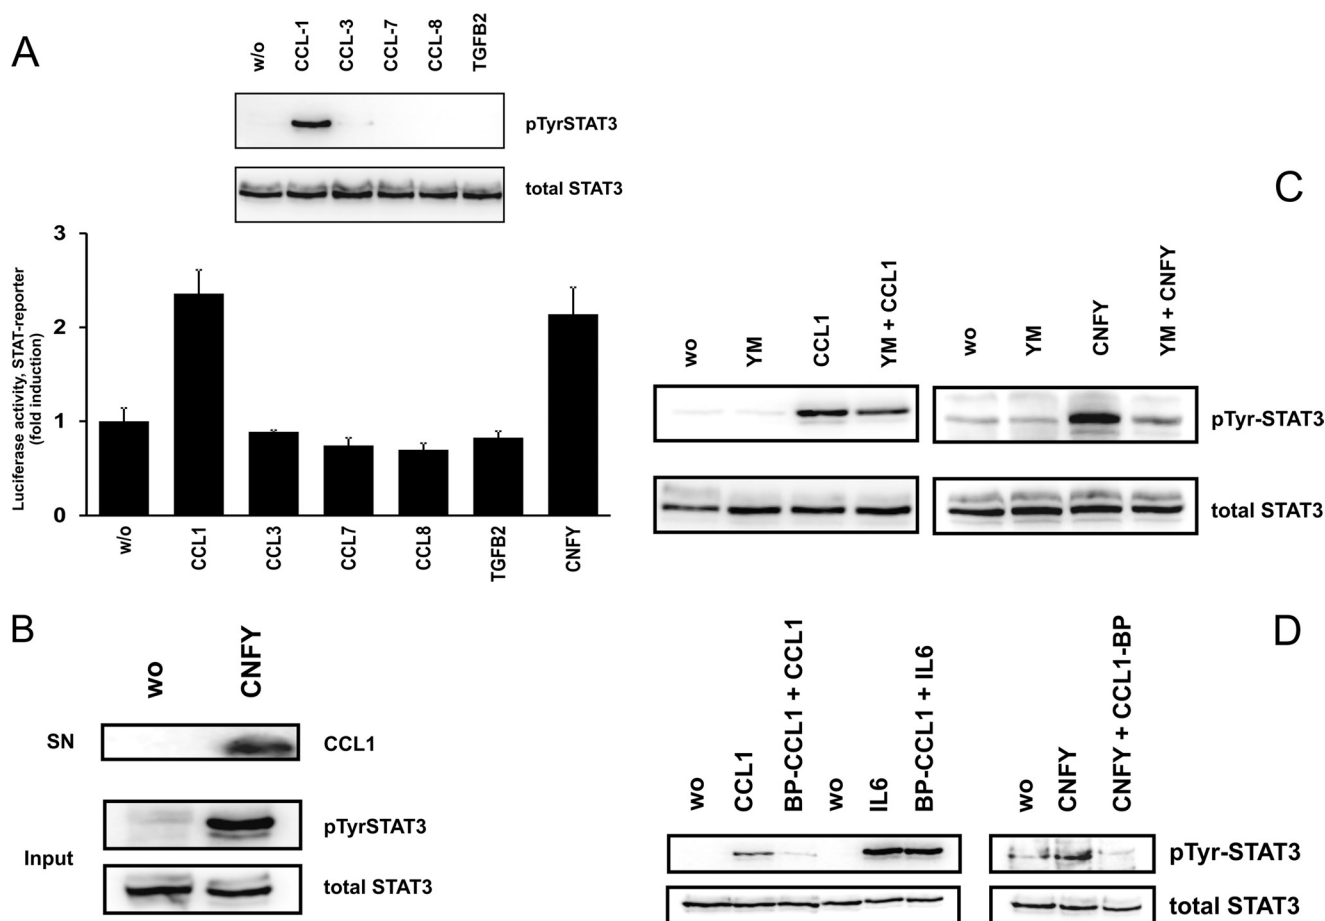 A
w/o
CCL-1
CCL-3
CCL-7
CCL-8
TGFB2
pTyrSTAT3
total STAT3
Luciferase activity, STAT-reporter
(fold induction)
3
2
1
0
w/o
CCL1
CCL3
CCL7
CCL8
TGFB2
CNFY
B
wo
CNFY
SN
CCL1
pTyrSTAT3
Input
total STAT3
C
wo
YM
CCL1
YM + CCL1
wo
YM
CNFY
YM + CNFY
pTyr-STAT3
total STAT3
D
wo
CCL1
BP-CCL1 + CCL1
wo
IL6
BP-CCL1 + IL6
wo
CNFY
CNFY + CCL1-BP
pTyr-STAT3
total STAT3